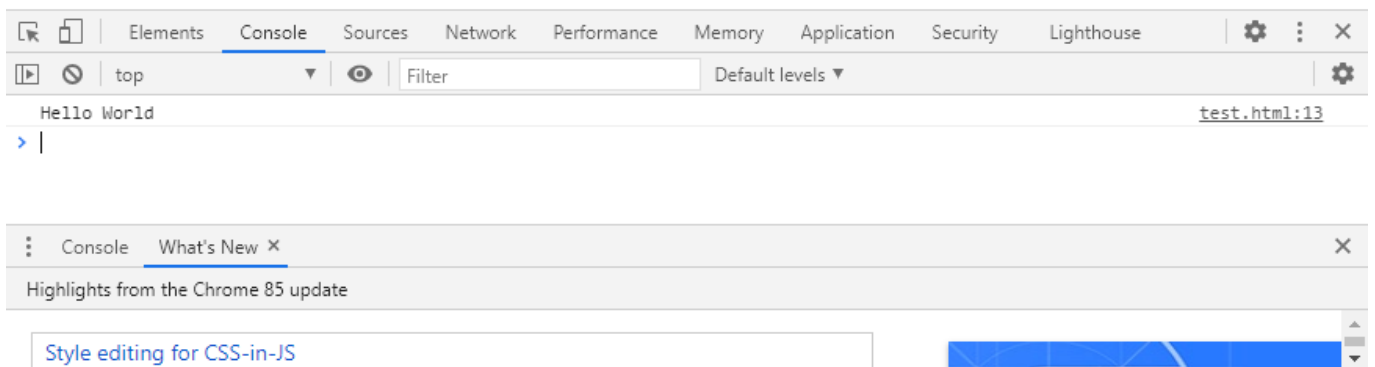 Elements Console Sources Network Performance Memory Application Security Lighthouse
top Filter Default levels
Hello World test.html:13
Console What's New
Highlights from the Chrome 85 update
Style editing for CSS-in-JS